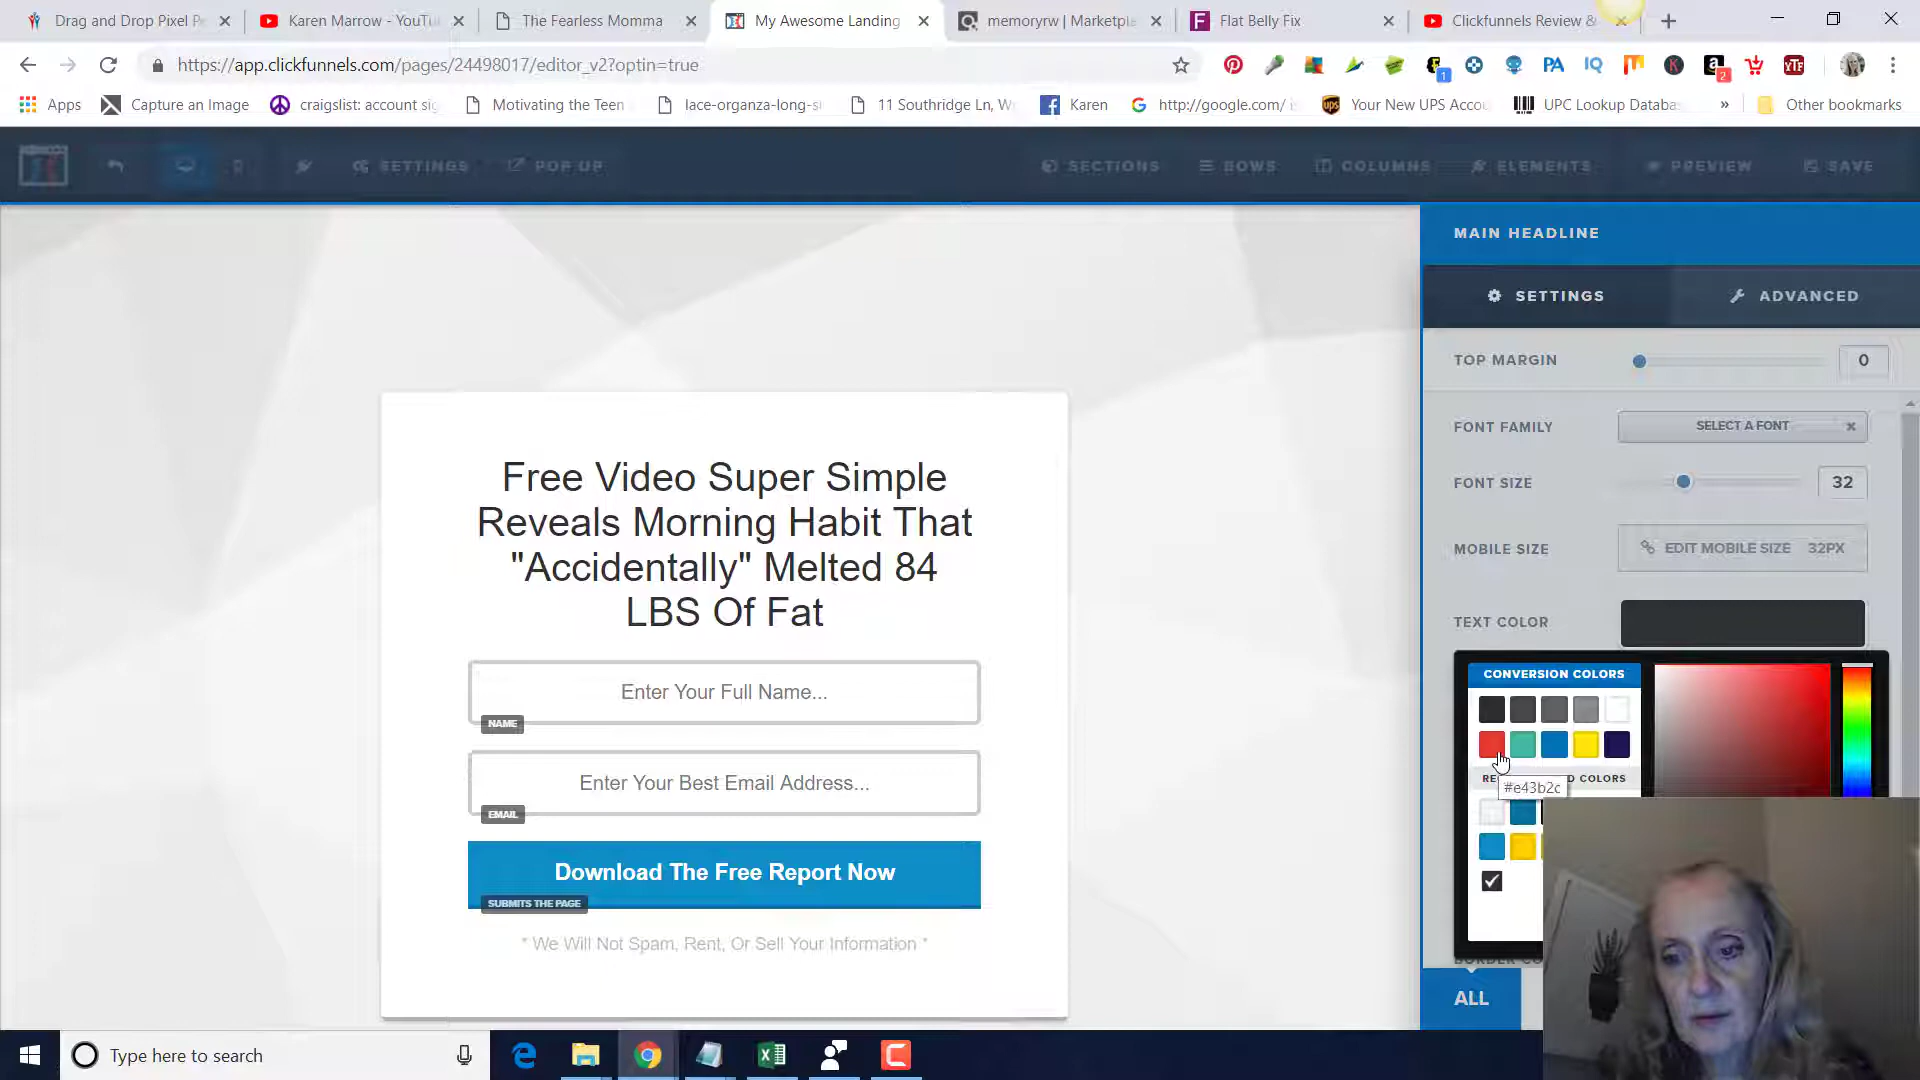 Drag and Drop Pixel Pe
Karen Marrow - YouTu
The Fearless Momma
My Awesome Landing
memoryrw | Marketpla
Flat Belly Fix
Clickfunnels Review &
https://app.clickfunnels.com/pages/24498017/editor_v2?optin=true
Apps
Capture an Image
craigslist: account sig
Motivating the Teen
lace-organza-long-sl
11 Southridge Ln, W
Karen
http://google.com/ is
Your New UPS Accou
UPC Lookup Databa
Other bookmarks
SETTINGS
POP UP
SECTIONS
ROWS
COLUMNS
ELEMENTS
PREVIEW
SAVE
MAIN HEADLINE
SETTINGS
ADVANCED
TOP MARGIN
0
FONT FAMILY
SELECT A FONT
FONT SIZE
32
MOBILE SIZE
EDIT MOBILE SIZE 32PX
TEXT COLOR
CONVERSION COLORS
#e43b2c
D COLORS
ALL
Free Video Super Simple
Reveals Morning Habit That
"Accidentally" Melted 84
LBS Of Fat
Enter Your Full Name...
NAME
Enter Your Best Email Address...
EMAIL
Download The Free Report Now
SUBMITS THE PAGE
* We Will Not Spam, Rent, Or Sell Your Information *
Type here to search